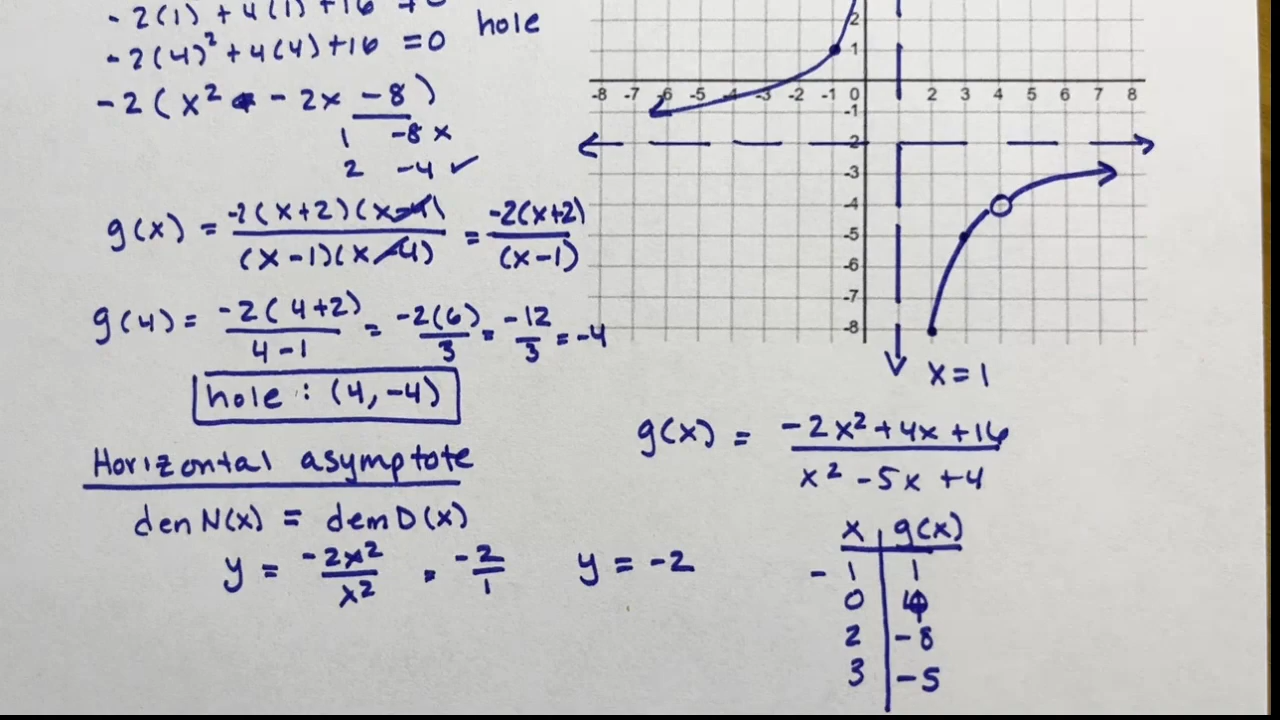 - 2(1) + 4(1) + 16 ≠ 0
- 2(4)² + 4(4) + 16 = 0 hole
- 2 ( x² - 2x - 8 )
1 -8 x
2 -4 ✓
g(x) = -2(x+2)(x-4) / (x-1)(x-4) = -2(x+2) / (x-1)
g(4) = -2(4+2) / 4-1 = -2(6) / 3 = -12 / 3 = -4
hole : (4, -4)
Horizontal asymptote
den N(x) = dem D(x)
y = -2x² / x² = -2 / 1 y = -2
2
1
-8 -7 -6 -5 -4 -3 -2 -1 0 2 3 4 5 6 7 8
-1
-2
-3
-4
-5
-6
-7
-8
x = 1
g(x) = -2x² + 4x + 16 / x² - 5x + 4
x g(x)
-1 1
0
2 -8
3 -5